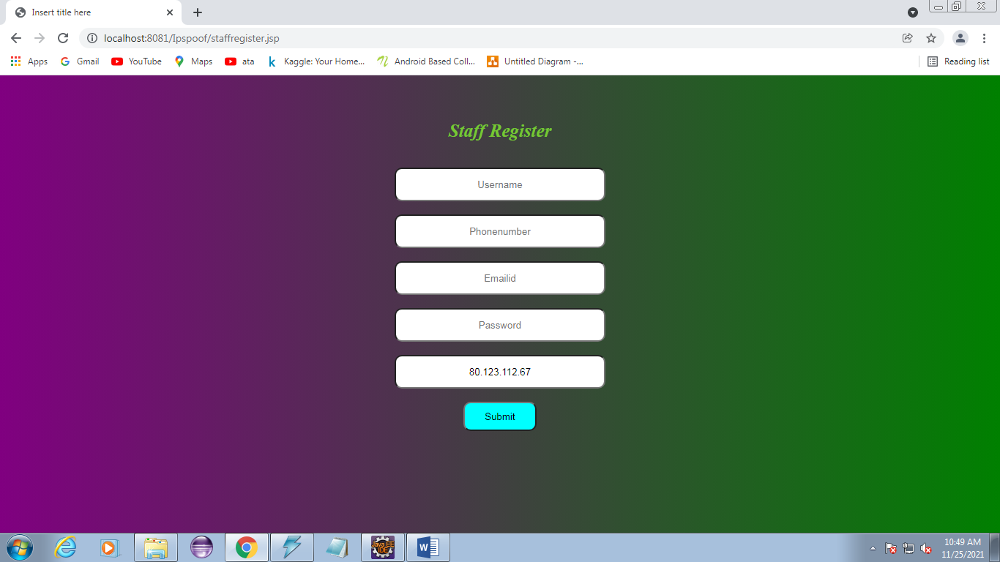 Insert title here
localhost:8081/Ipspoof/staffregister.jsp
Apps Gmail YouTube Maps ata Kaggle: Your Home... Android Based Coll... Untitled Diagram -... Reading list
Staff Register
Username
Phonenumber
Emailid
Password
80.123.112.67
Submit
Java EE
IDE
10:49 AM
11/25/2021